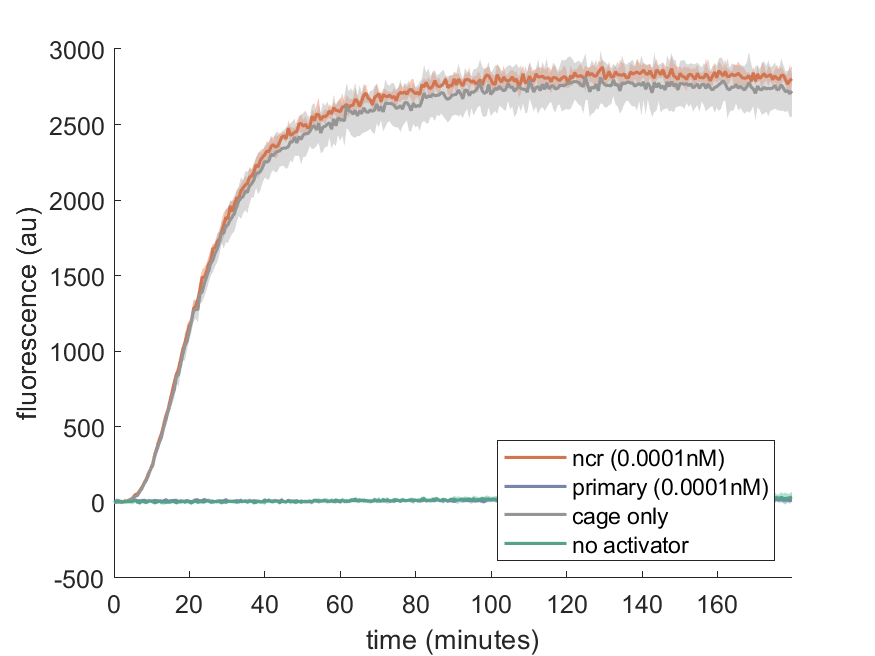 3000
2500
2000
1500
1000
500
0
-500
fluorescence (au)
ncr (0.0001nM)
primary (0.0001nM)
cage only
no activator
0 20 40 60 80 100 120 140 160
time (minutes)